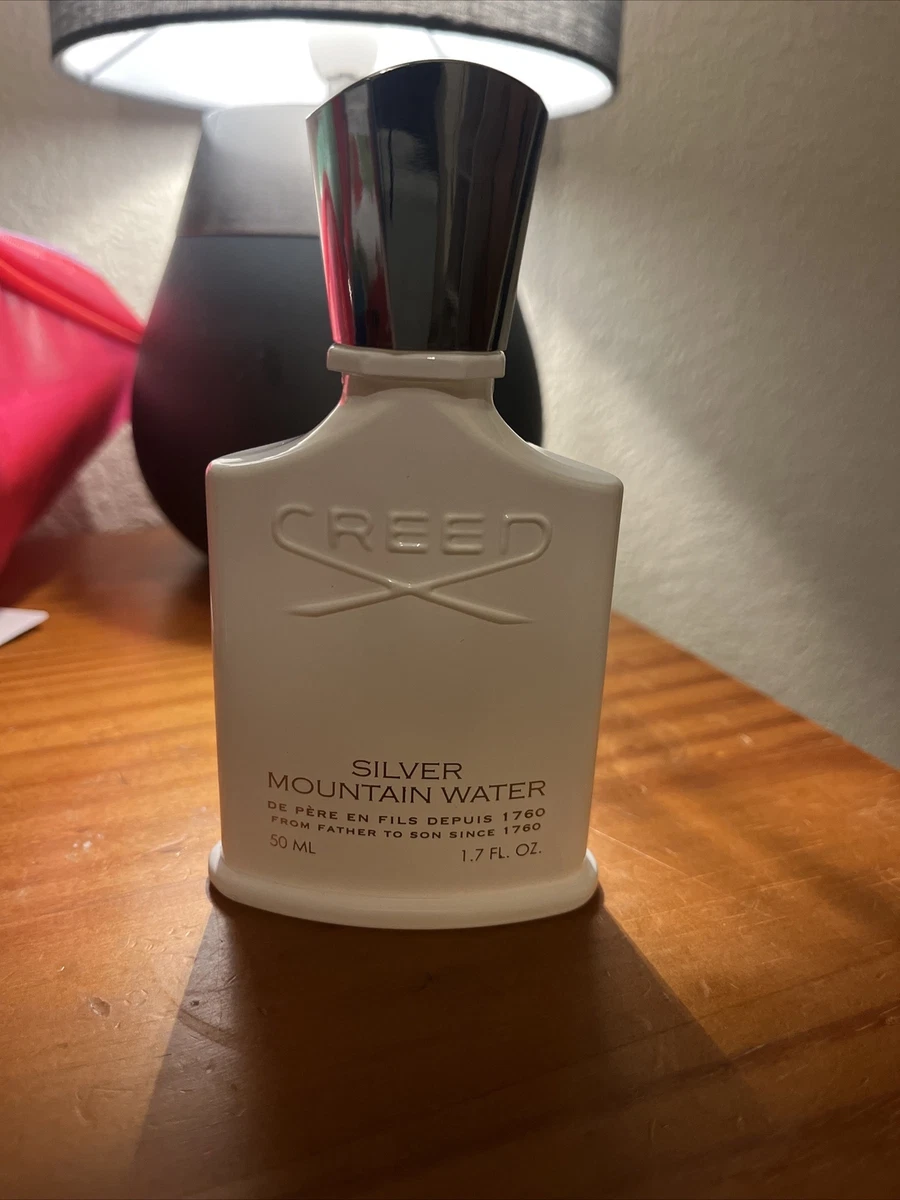 CREED
SILVER
MOUNTAIN WATER
DE PÈRE EN FILS DEPUIS 1760
FROM FATHER TO SON SINCE 1760
50 ML 1.7 FL. OZ.